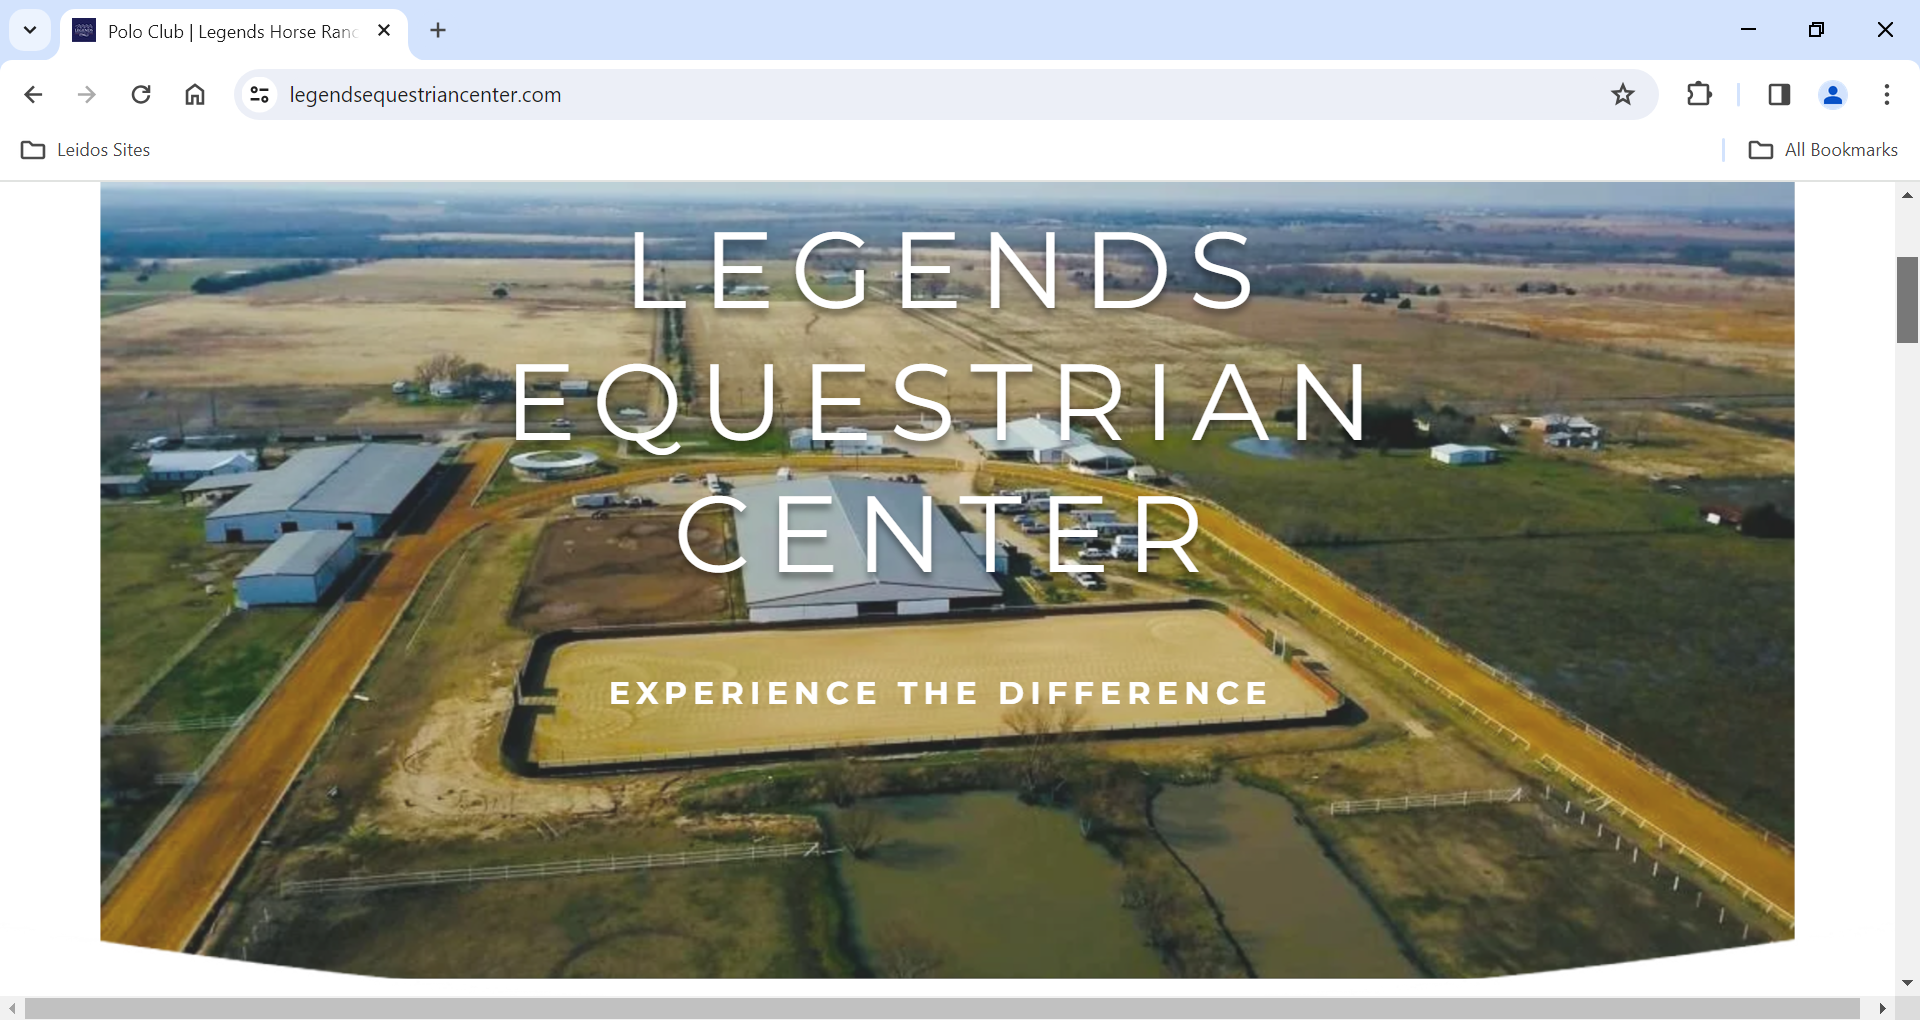 Polo Club | Legends Horse Ranc
legendsequestriancenter.com
Leidos Sites
All Bookmarks
LEGENDS
EQUESTRIAN
CENTER
EXPERIENCE THE DIFFERENCE